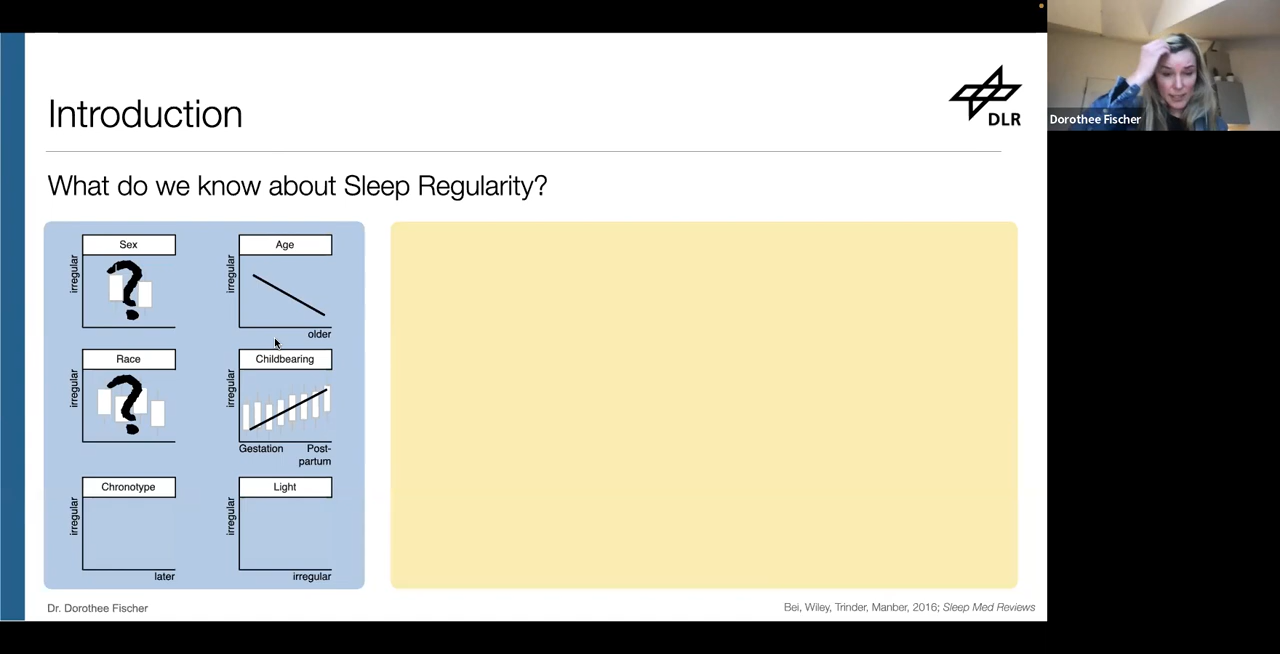 Introduction
DLR
Dorothee Fischer
What do we know about Sleep Regularity?
Sex
irregular
?
Age
irregular
older
Race
irregular
?
Childbearing
irregular
Gestation
Post-
partum
Chronotype
irregular
later
Light
irregular
irregular
Dr. Dorothee Fischer
Bei, Wiley, Trinder, Manber, 2016; Sleep Med Reviews